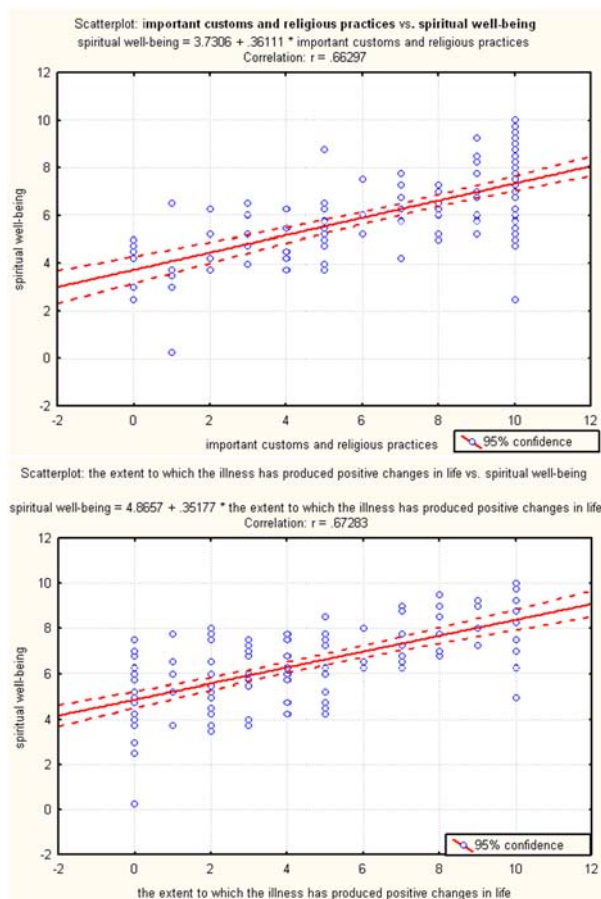 Scatterplot: important customs and religious practices vs. spiritual well-being
spiritual well-being = 3.7306 + .36111 * important customs and religious practices
Correlation: r = .66297
12
10
8
6
4
2
0
-2
spiritual well-being
-2 0 2 4 6 8 10 12
important customs and religious practices
95% confidence
Scatterplot: the extent to which the illness has produced positive changes in life vs. spiritual well-being
spiritual well-being = 4.8657 + .35177 * the extent to which the illness has produced positive changes in life
Correlation: r = .67283
12
10
8
6
4
2
0
-2
spiritual well-being
-2 0 2 4 6 8 10 12
the extent to which the illness has produced positive changes in life
95% confidence